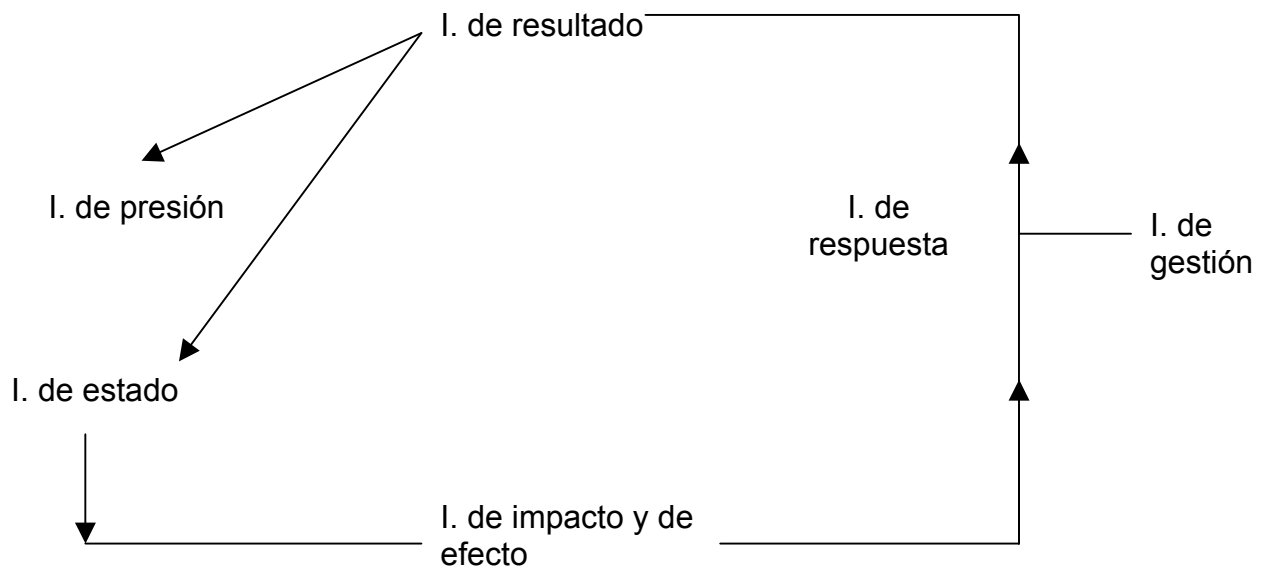 I. de resultado
I. de presión
I. de
respuesta
I. de
gestión
I. de estado
I. de impacto y de
efecto